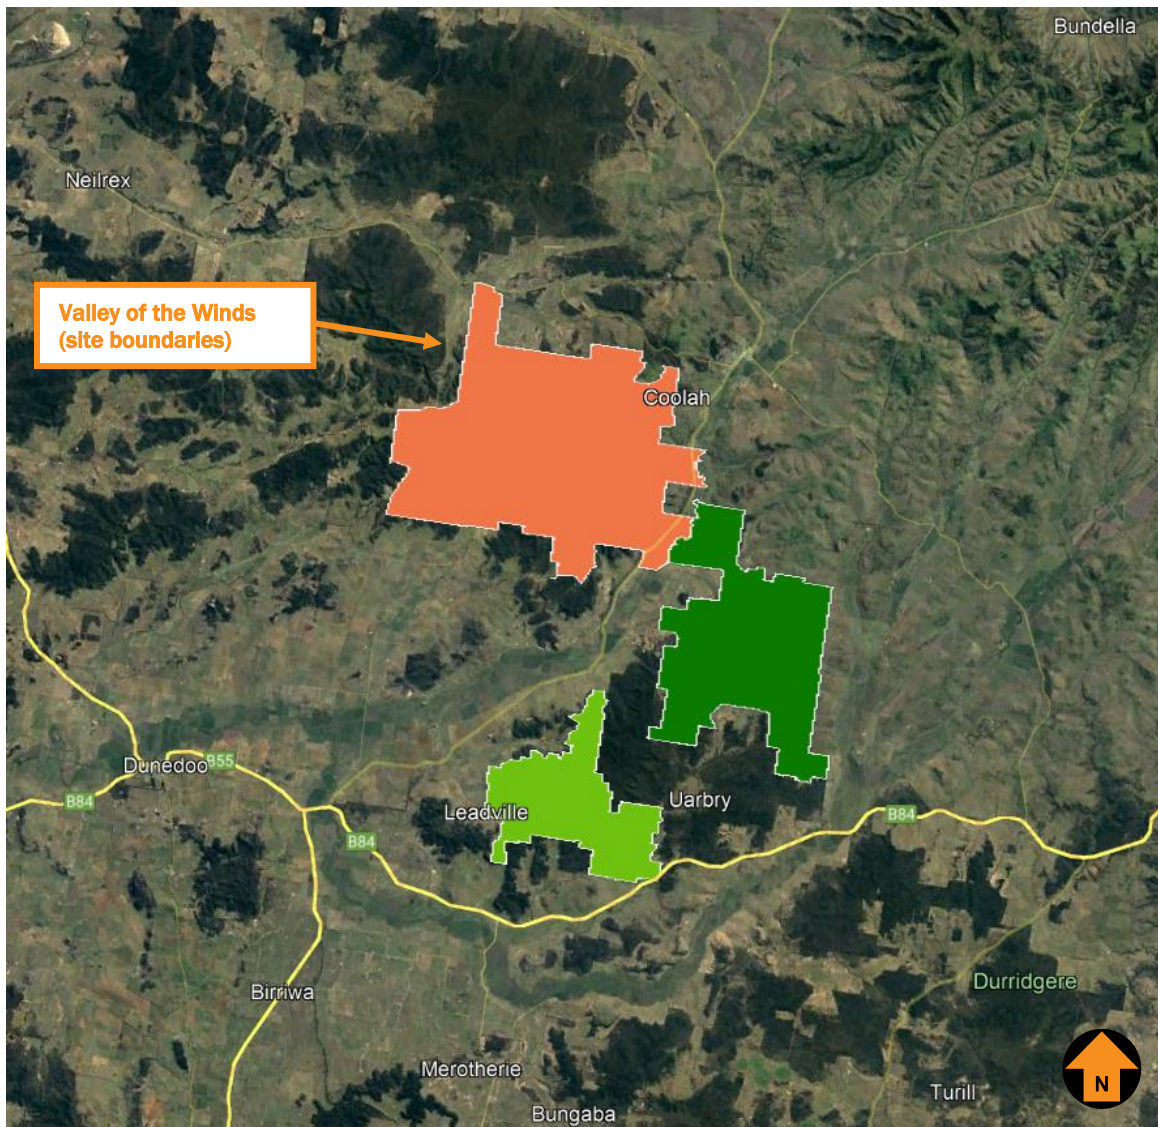 Bundella
Neilrex
Valley of the Winds
(site boundaries)
Coolah
Dunedoo
B55
B84
Leadville
Uarbry
B84
B84
Birriwa
Durridgere
Merotherie
Turill
Bungaba
N